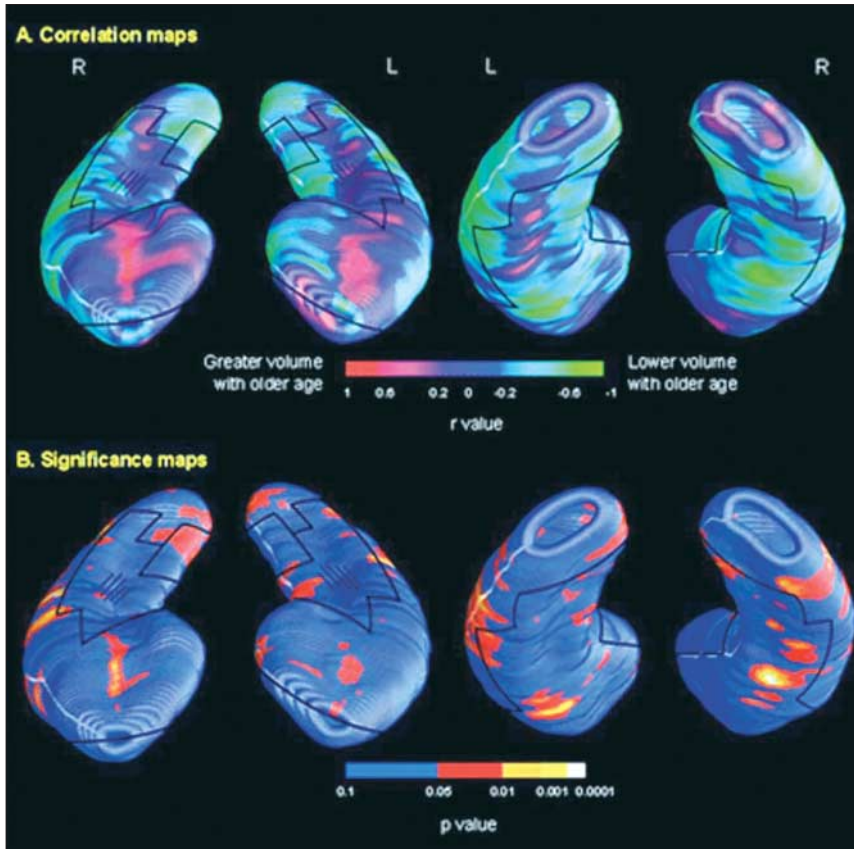 A. Correlation maps
R L L R
Greater volume
with older age
Lower volume
with older age
1 0.6 0.2 0 -0.2 -0.6 -1
r value
B. Significance maps
0.1 0.05 0.01 0.001 0.0001
p value